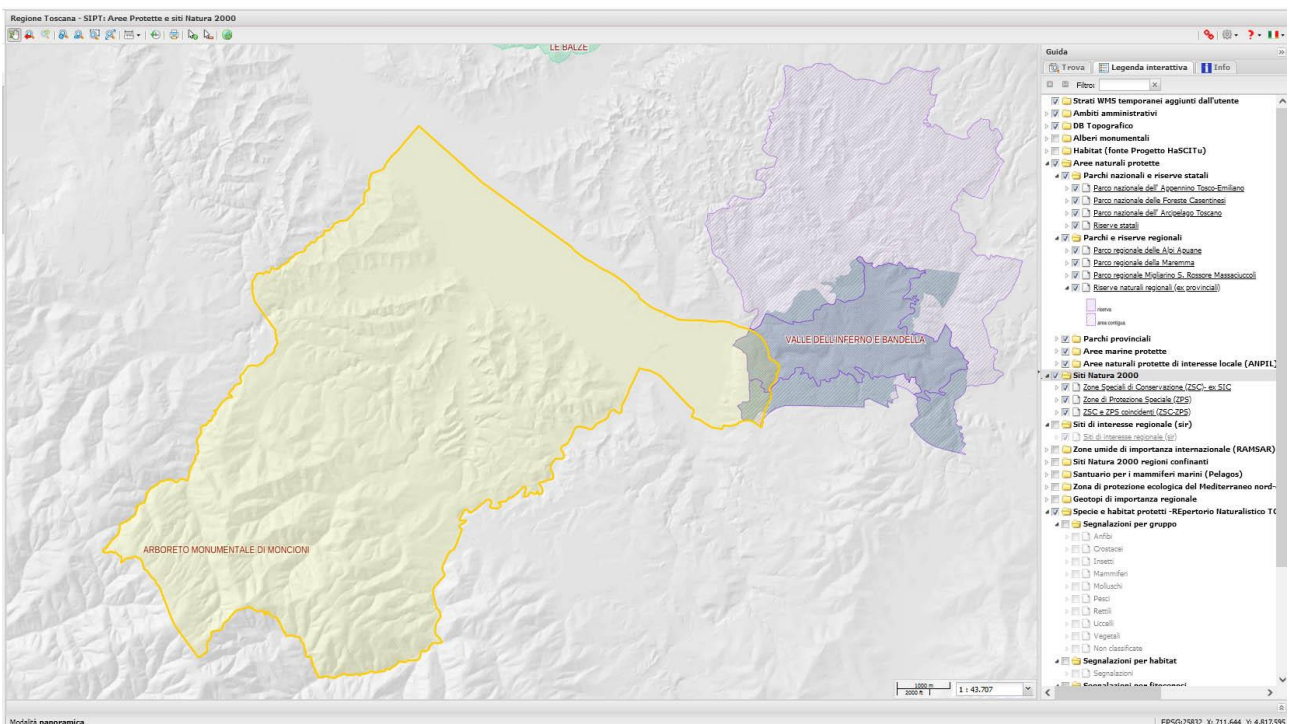 Regione Toscana - SIPT: Aree Protette e siti Natura 2000
Guida
Trova
Legenda interattiva
Info
Filtro:
LE BALZE
VALLE DELL'INFERNO E BANDELLA
ARBORETO MONUMENTALE DI MONCIONI
Strati WMS temporanei aggiunti dall'utente
Ambiti amministrativi
DB Topografico
Alberi monumentali
Habitat (fonte Progetto HaSCITu)
Aree naturali protette
Parchi nazionali e riserve statali
Parco nazionale dell' Appennino Tosco-Emiliano
Parco nazionale delle Foreste Casentinesi
Parco nazionale dell' Arcipelago Toscano
Riserve statali
Parchi e riserve regionali
Parco regionale delle Alpi Apuane
Parco regionale della Maremma
Parco regionale Migliarino S. Rossore Massaciuccoli
Riserve naturali regionali (ex provinciali)
riserva
area contigua
Parchi provinciali
Aree marine protette
Aree naturali protette di interesse locale (ANPIL)
Siti Natura 2000
Zone Speciali di Conservazione (ZSC)- ex SIC
Zone di Protezione Speciale (ZPS)
ZSC e ZPS coincidenti (ZSC-ZPS)
Siti di interesse regionale (sir)
Siti di interesse regionale (sir)
Zone umide di importanza internazionale (RAMSAR)
Siti Natura 2000 regioni confinanti
Santuario per i mammiferi marini (Pelagos)
Zona di protezione ecologica del Mediterraneo nord-
Geotopi di importanza regionale
Specie e habitat protetti -REpertorio Naturalistico TO
Segnalazioni per gruppo
Anfibi
Crostacei
Insetti
Mammiferi
Molluschi
Pesci
Rettili
Uccelli
Vegetali
Non classificate
Segnalazioni per habitat
Segnalazioni
Segnalazioni per fitocenosi
1000 m
2000 ft
1 : 43.707
Modalità panoramica
EPSG:25832 X: 711.644 Y: 4.817.595